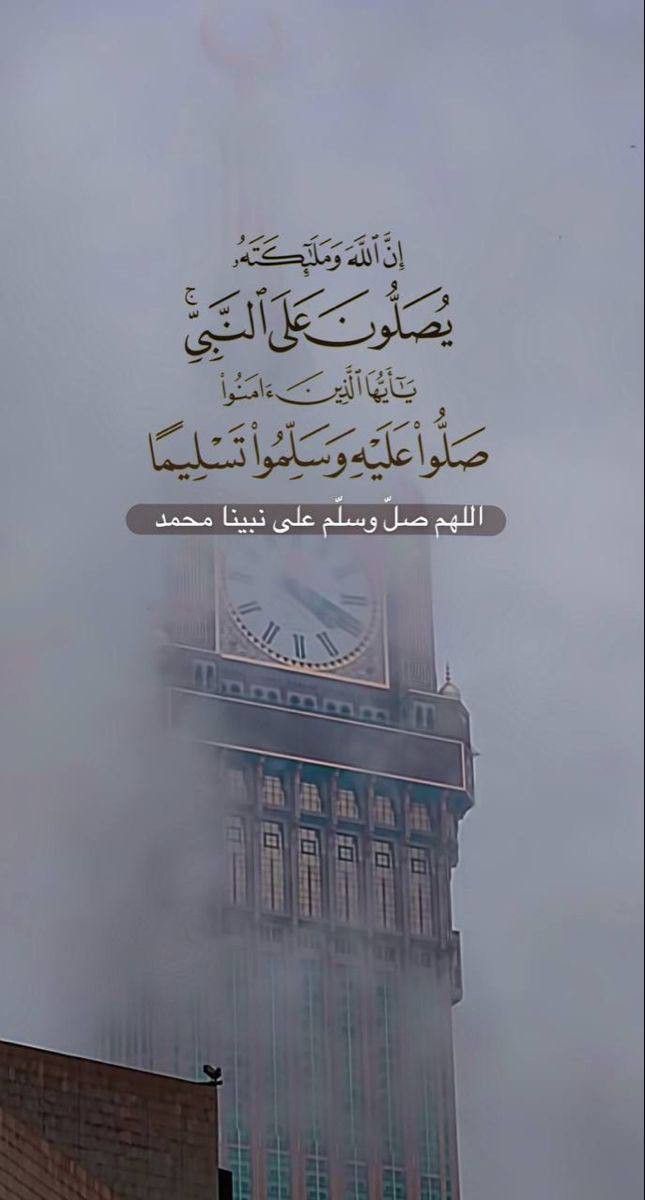 إِنَّ ٱللَّهَ وَمَلَـٰٓئِكَتَهُۥ
يُصَلُّونَ عَلَى ٱلنَّبِىِّ ۚ
يَـٰٓأَيُّهَا ٱلَّذِينَ ءَامَنُوا۟
صَلُّوا۟ عَلَيْهِ وَسَلِّمُوا۟ تَسْلِيمًا
اللهم صلّ وسلّم على نبينا محمد